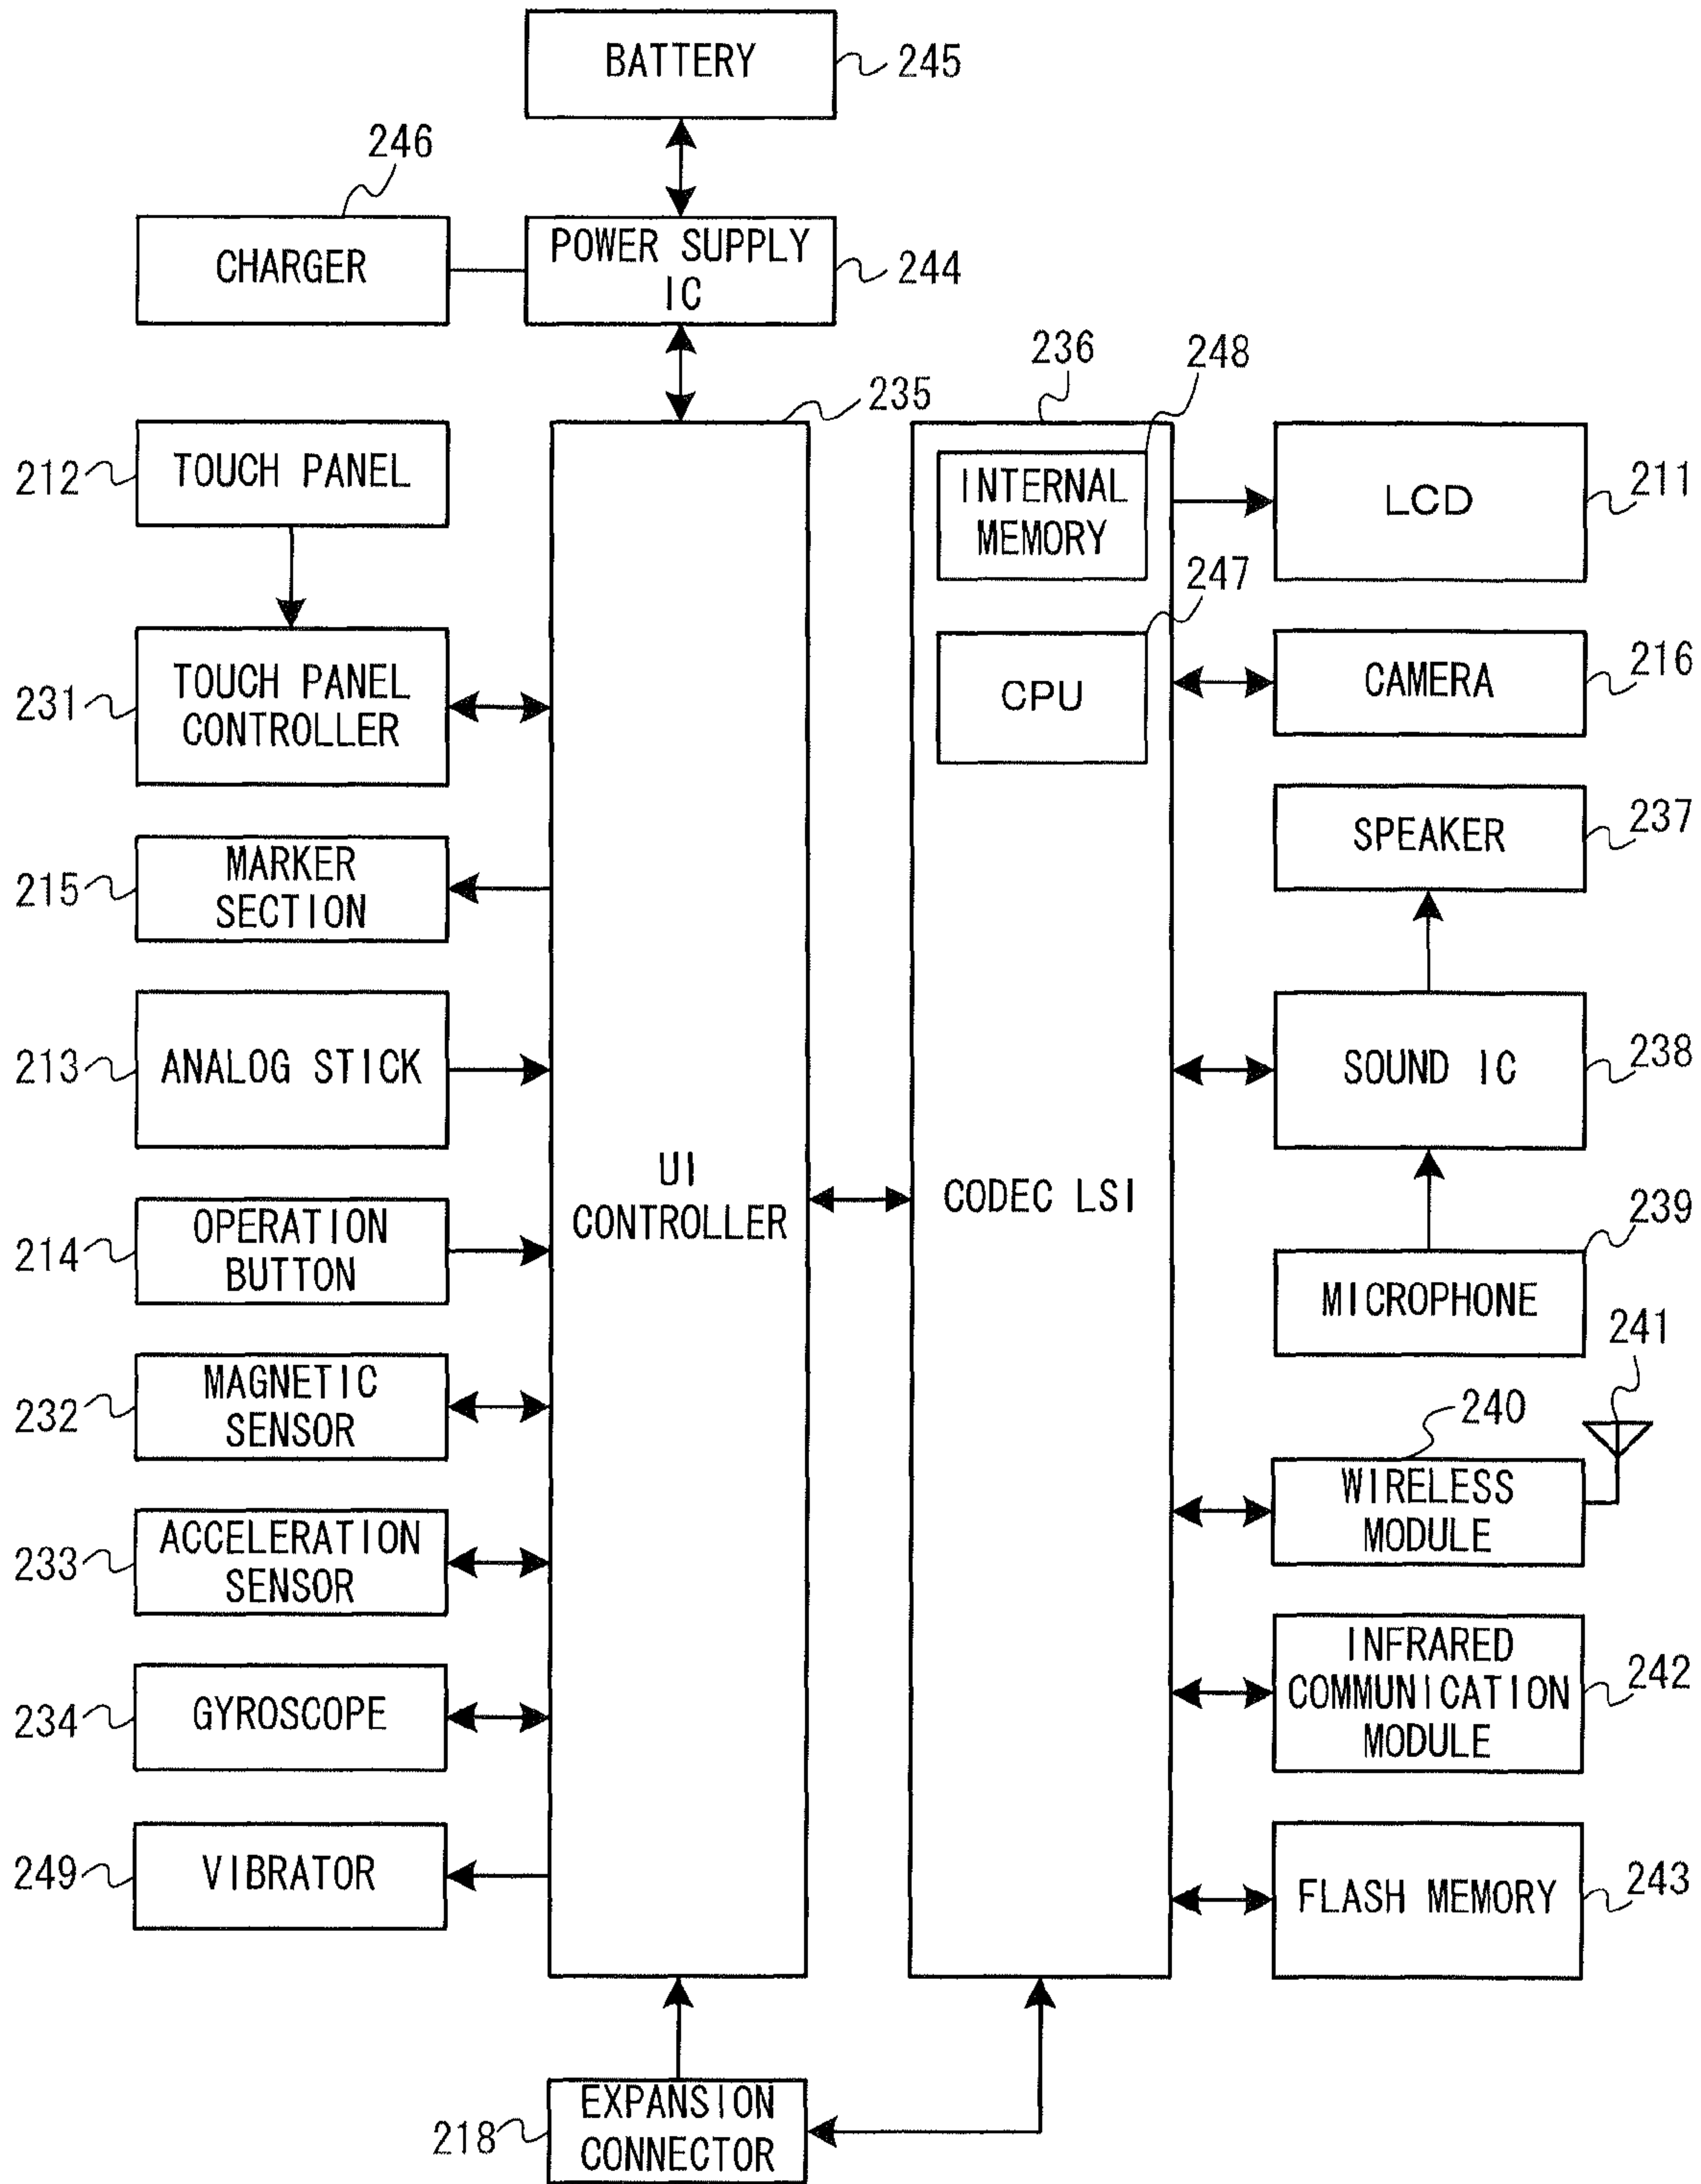 BATTERY
245
246
CHARGER
POWER SUPPLY
IC
244
235
236
248
212
TOUCH PANEL
INTERNAL
MEMORY
LCD
211
231
TOUCH PANEL
CONTROLLER
247
CPU
CAMERA
216
215
MARKER
SECTION
SPEAKER
237
213
ANALOG STICK
SOUND IC
238
UI
CONTROLLER
CODEC LSI
214
OPERATION
BUTTON
239
MICROPHONE
241
232
MAGNETIC
SENSOR
240
WIRELESS
MODULE
233
ACCELERATION
SENSOR
INFRARED
COMMUNICATION
MODULE
242
234
GYROSCOPE
249
VIBRATOR
FLASH MEMORY
243
218
EXPANSION
CONNECTOR